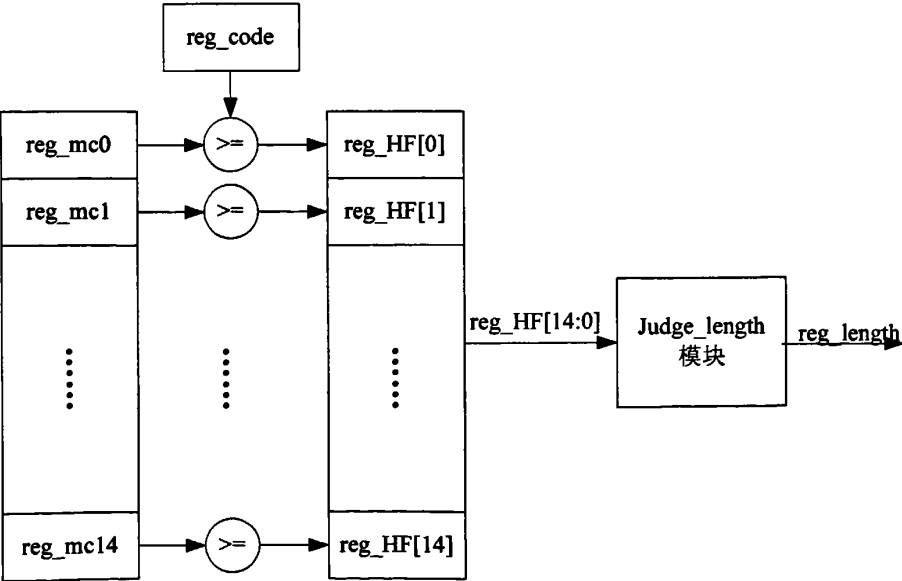 reg_code
reg_mc0
>=
reg_HF[0]
reg_mc1
>=
reg_HF[1]
reg_HF[14:0]
Judge_length
模块
reg_length
reg_mc14
>=
reg_HF[14]